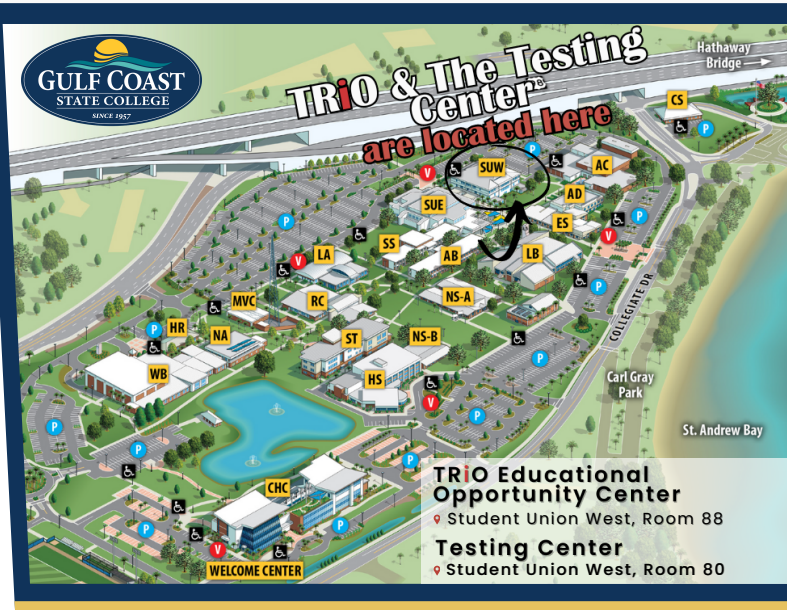 GULF COAST
STATE COLLEGE
SINCE 1957
TRiO & The Testing
Center
are located here
Hathaway
Bridge
CS
P
P
V
SUW
AC
AD
SUE
ES
P
P
V
SS
AB
LB
LA
V
P
MVC
RC
NS-A
COLLEGIATE DR
P
HR
NA
ST
NS-B
P
WB
HS
Carl Gray
Park
V
P
St. Andrew Bay
P
P
P
CHC
P
P
V
WELCOME CENTER
TRiO Educational
Opportunity Center
Student Union West, Room 88
Testing Center
Student Union West, Room 80